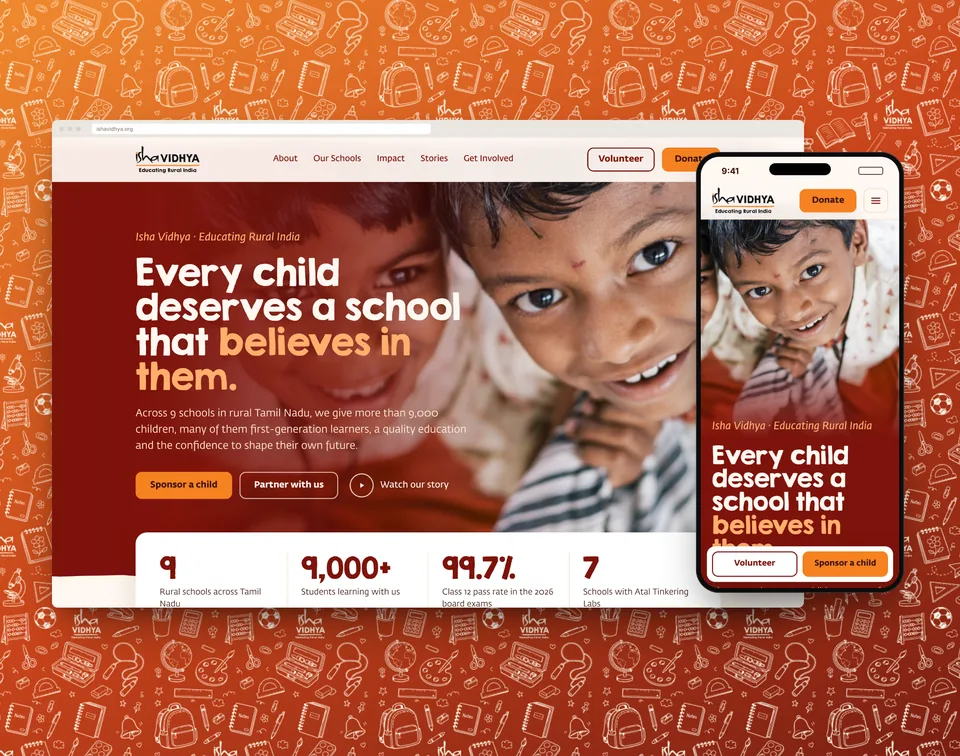 ishavidhya.org
isha VIDHYA
Educating Rural India
About
Our Schools
Impact
Stories
Get Involved
Volunteer
Donat
Isha Vidhya · Educating Rural India
Every child
deserves a school
that believes in
them.
Across 9 schools in rural Tamil Nadu, we give more than 9,000
children, many of them first-generation learners, a quality education
and the confidence to shape their own future.
Sponsor a child
Partner with us
Watch our story
9
Rural schools across Tamil
Nadu
9,000+
Students learning with us
99.7%
Class 12 pass rate in the 2026
board exams
7
Schools with Atal Tinkering
Labs
9:41
isha VIDHYA
Educating Rural India
Donate
Isha Vidhya · Educating Rural India
Every child
deserves a
school that
believes in
them.
Volunteer
Sponsor a child
isha
VIDHYA
Notes